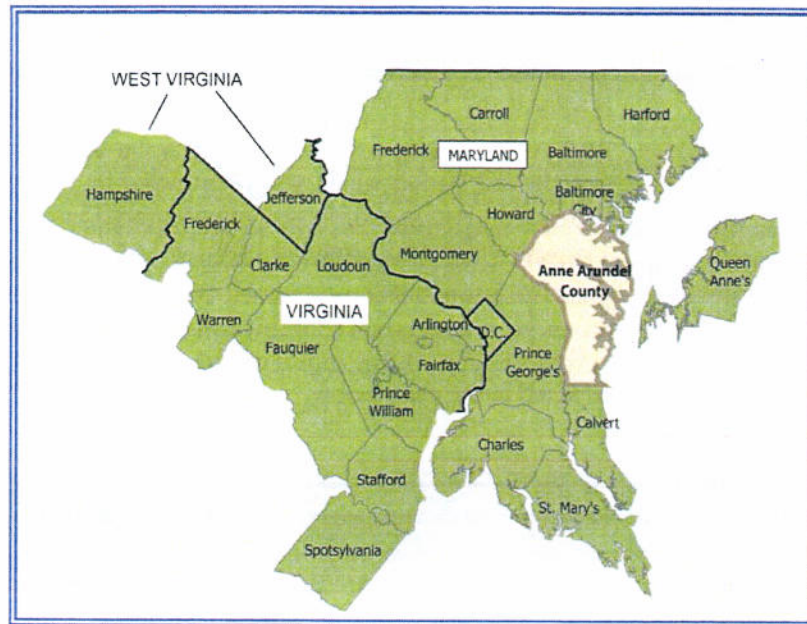 WEST VIRGINIA
Carroll
Harford
Frederick
MARYLAND
Baltimore
Hampshire
Jefferson
Baltimore
City
Frederick
Howard
Clarke
Loudoun
Montgomery
Anne Arundel
County
Queen
Anne's
VIRGINIA
Warren
Arlington
D.C.
Fauquier
Fairfax
Prince
George's
Prince
William
Calvert
Charles
Stafford
St. Mary's
Spotsylvania